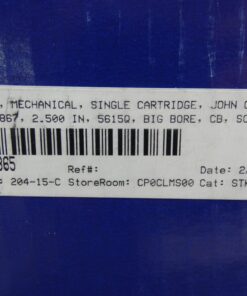 , MECHANICAL, SINGLE CARTRIDGE, JOHN C
867, 2.500 IN, 5615Q, BIG BORE, CB, SC
865
Ref#:
Date: 2/
: 204-15-C StoreRoom: CP0CLMS00 Cat: STK